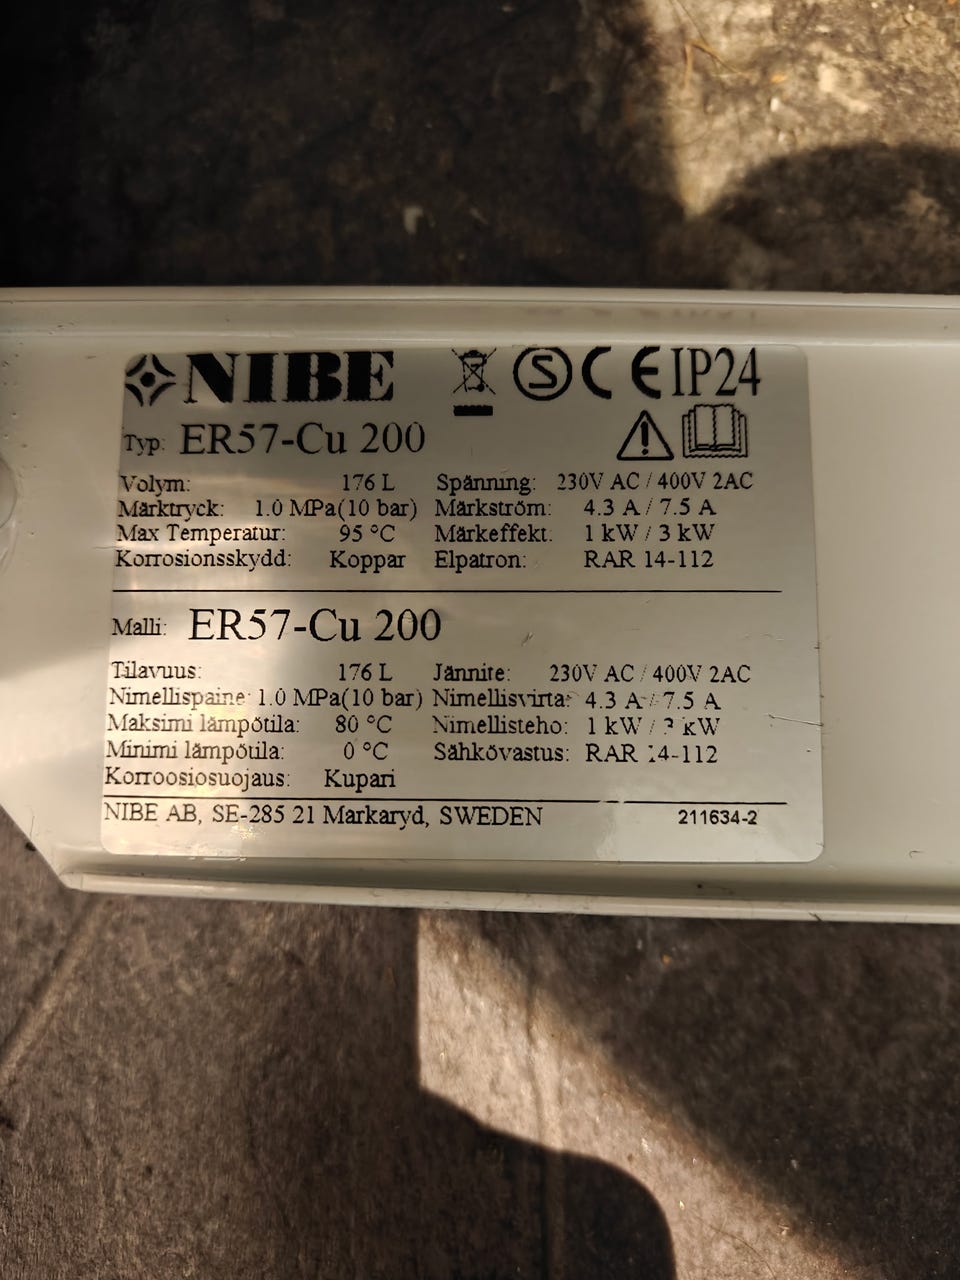 NIBE S CE IP24
Typ: ER57-Cu 200
Volym: 176 L Spänning: 230V AC / 400V 2AC
Märktryck: 1.0 MPa(10 bar) Märkström: 4.3 A / 7.5 A
Max Temperatur: 95 °C Märkeffekt: 1 kW / 3 kW
Korrosionsskydd: Koppar Elpatron: RAR 14-112
Malli: ER57-Cu 200
Tilavuus: 176 L Jännite: 230V AC / 400V 2AC
Nimellispaine: 1.0 MPa(10 bar) Nimellisvirta: 4.3 A / 7.5 A
Maksimi lämpötila: 80 °C Nimellisteho: 1 kW / 3 kW
Minimi lämpötila: 0 °C Sähkövastus: RAR 14-112
Korroosiosuojaus: Kupari
NIBE AB, SE-285 21 Markaryd, SWEDEN 211634-2